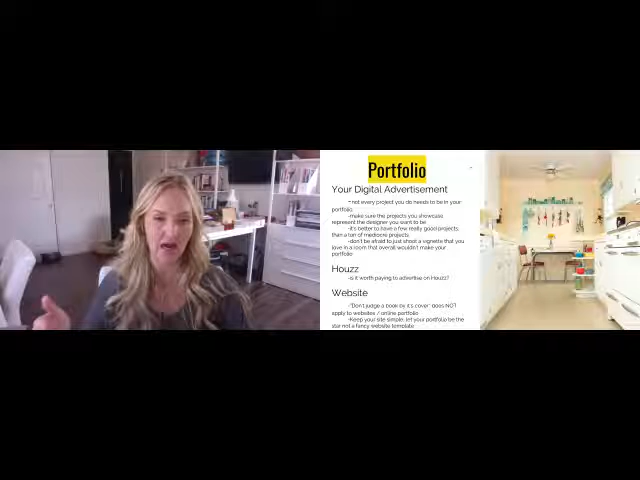 Portfolio
Your Digital Advertisement
- not every project you do needs to be in your
portfolio
-make sure the projects you showcase
represent the designer you want to be
-it's better to have a few really good projects
than a ton of mediocre projects
-don't be afraid to just shoot a vignette that you
love in a room that overall wouldn't make your
portfolio
Houzz
-is it worth paying to advertise on Houzz?
Website
-"Don't judge a book by it's cover" does NOT
apply to websites / online portfolio
-Keep your site simple, let your portfolio be the
star not a fancy website template